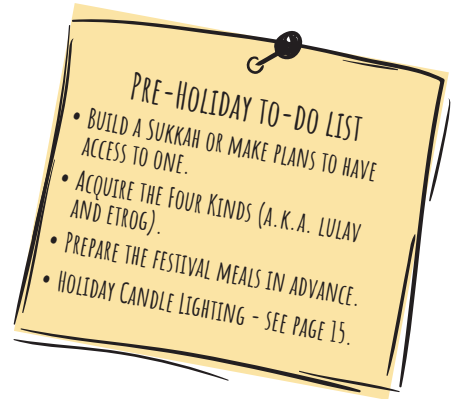 Pre-Holiday to-do list
• Build a Sukkah or make plans to have
access to one.
• Acquire the Four Kinds (a.k.a. lulav
and etrog).
• Prepare the festival meals in advance.
• Holiday Candle Lighting - see page 15.